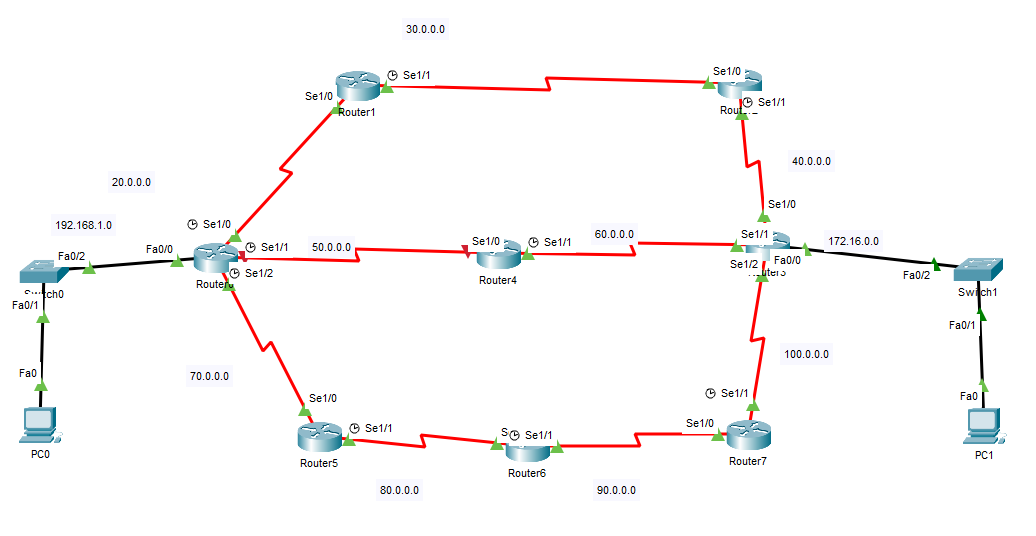 30.0.0.0
Se1/1
Se1/0
Se1/0
Router1
Se1/1
40.0.0.0
20.0.0.0
Se1/0
192.168.1.0
Se1/0
Fa0/0
Se1/1
50.0.0.0
Se1/0
Se1/1
60.0.0.0
Se1/1
172.16.0.0
Fa0/2
Se1/2
Se1/2
Fa0/0
Fa0/2
Router4
Switch1
Fa0/1
Fa0/1
100.0.0.0
Fa0
70.0.0.0
Se1/0
Se1/1
Fa0
PC0
Se1/1
Se1/1
Se1/0
Router5
Router6
Router7
PC1
80.0.0.0
90.0.0.0